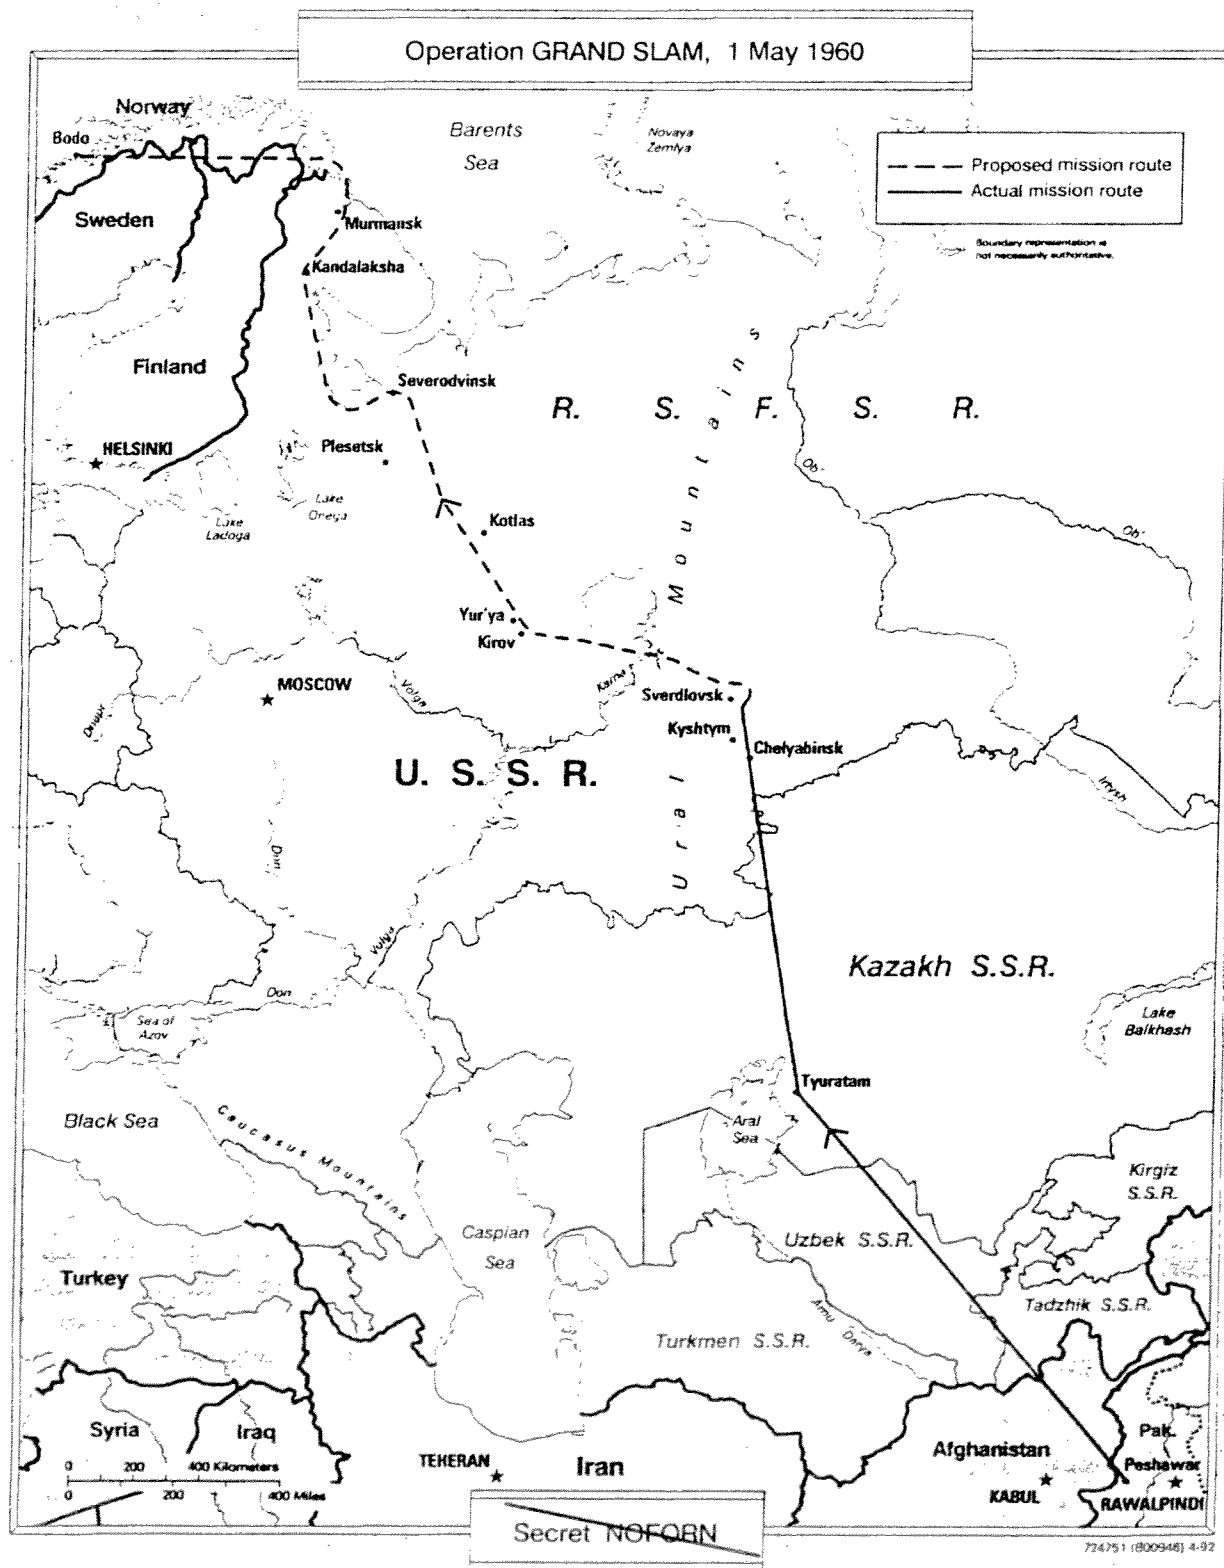 Operation GRAND SLAM, 1 May 1960
Norway
Bodo
Barents
Sea
Novaya
Zemlya
Proposed mission route
Actual mission route
Boundary representation is
not necessarily authoritative.
Sweden
Murmansk
Kandalaksha
Finland
Severodvinsk
R. S. F. S. R.
HELSINKI
Plesetsk
Lake
Onega
Lake
Ladoga
Kotlas
Ob'
Ob'
Ural Mountains
Yur'ya
Kirov
MOSCOW
Volga
Kama
Sverdlovsk
Dnepr
Kyshtym
Chelyabinsk
U. S. S. R.
Irtysh
Don
Volga
Kazakh S.S.R.
Don
Sea of
Azov
Lake
Balkhash
Tyuratam
Black Sea
Caucasus Mountains
Aral
Sea
Kirgiz
S.S.R.
Caspian
Sea
Uzbek S.S.R.
Turkey
Tadzhik S.S.R.
Amu Darya
Turkmen S.S.R.
Syria
Iraq
TEHERAN
Iran
Afghanistan
KABUL
Pak.
Peshawar
RAWALPINDI
0 200 400 Kilometers
0 200 400 Miles
Secret NOFORN
724751 (B00946) 4-92